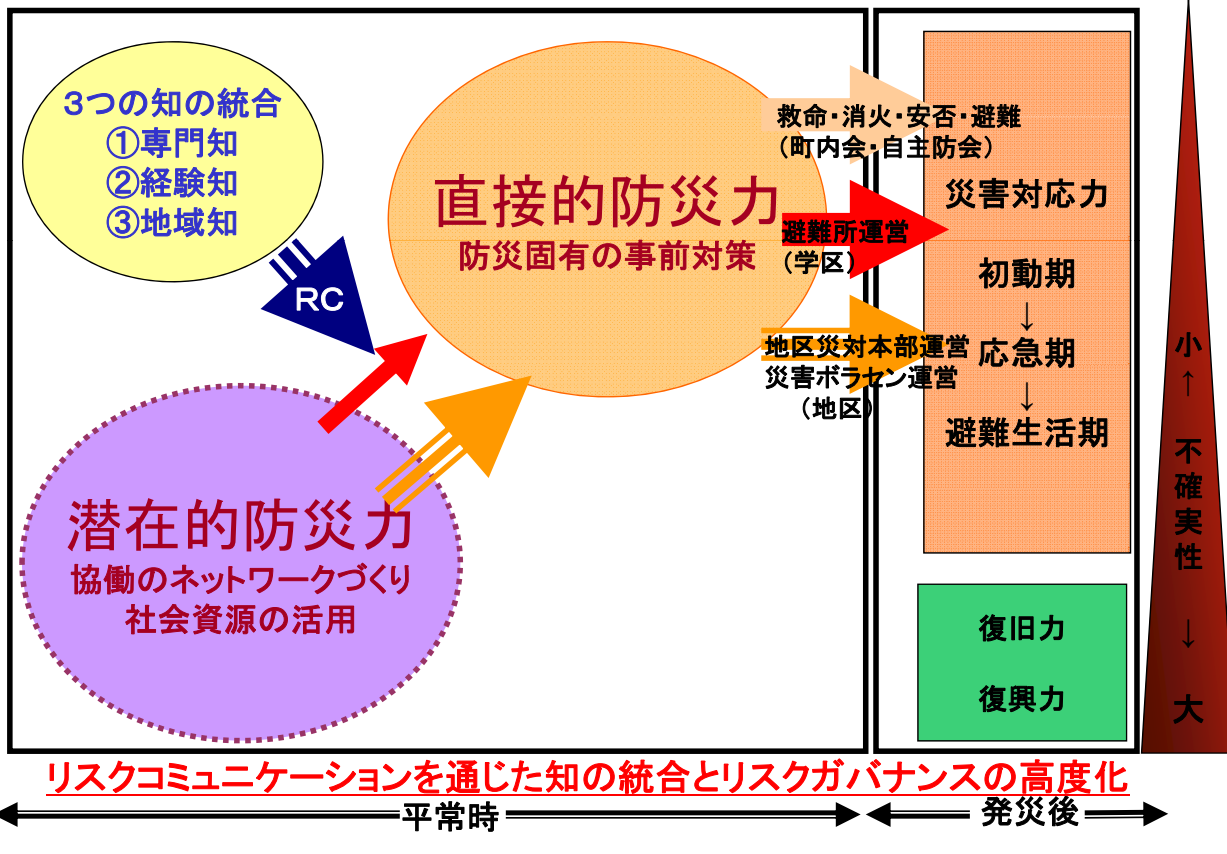 ３つの知の統合
①専門知
②経験知
③地域知
RC
直接的防災力
防災固有の事前対策
潜在的防災力
協働のネットワークづくり
社会資源の活用
救命・消火・安否・避難
（町内会・自主防会）
避難所運営
（学区）
地区災対本部運営
災害ボラセン運営
（地区）
災害対応力
初動期
↓
応急期
↓
避難生活期
復旧力
復興力
小
↑
不
確
実
性
↓
大
リスクコミュニケーションを通じた知の統合とリスクガバナンスの高度化
平常時
発災後